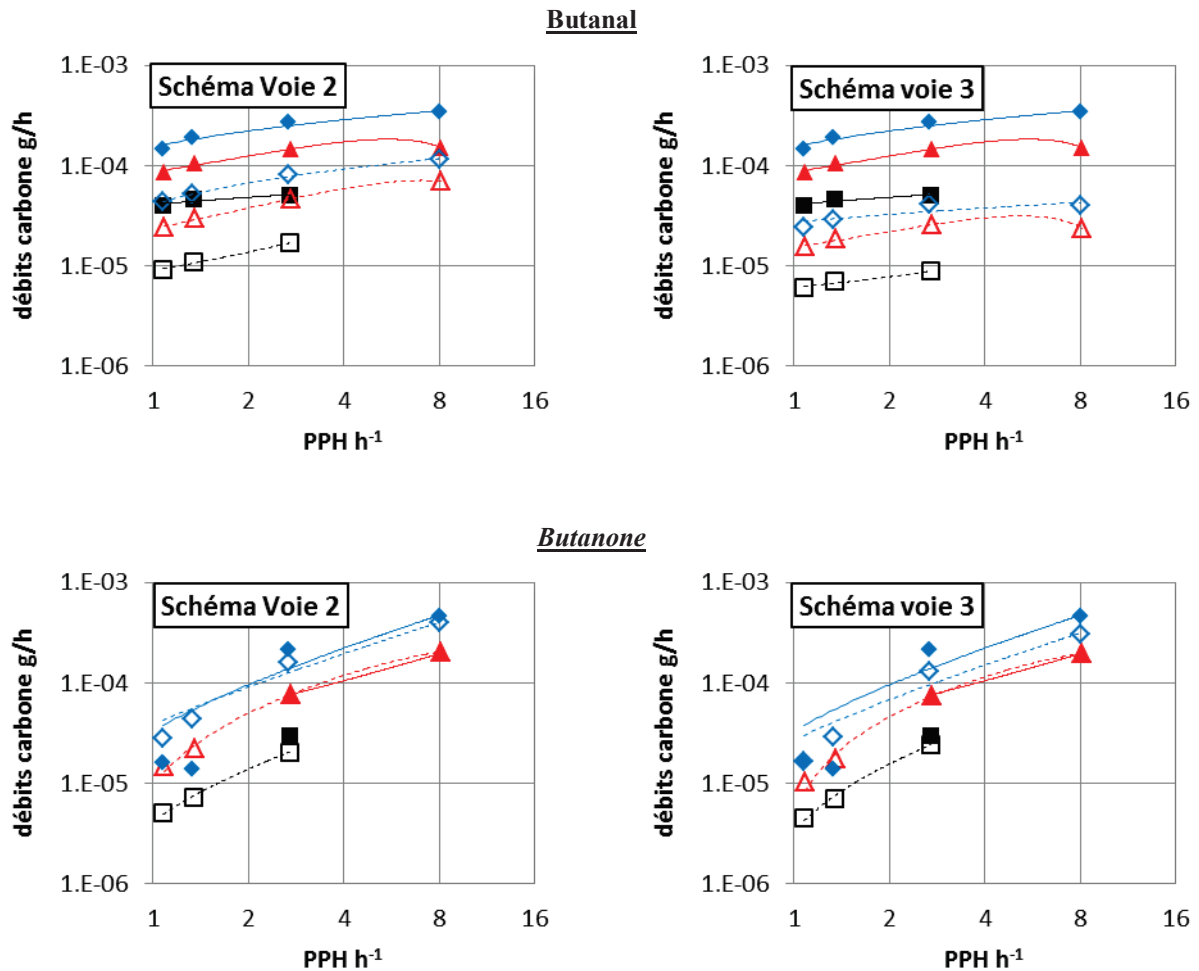 Butanal
débits carbone g/h
1.E-03
1.E-04
1.E-05
1.E-06
Schéma Voie 2
1 2 4 8 16
PPH h-1
débits carbone g/h
1.E-03
1.E-04
1.E-05
1.E-06
Schéma voie 3
1 2 4 8 16
PPH h-1
Butanone
débits carbone g/h
1.E-03
1.E-04
1.E-05
1.E-06
Schéma Voie 2
1 2 4 8 16
PPH h-1
débits carbone g/h
1.E-03
1.E-04
1.E-05
1.E-06
Schéma voie 3
1 2 4 8 16
PPH h-1